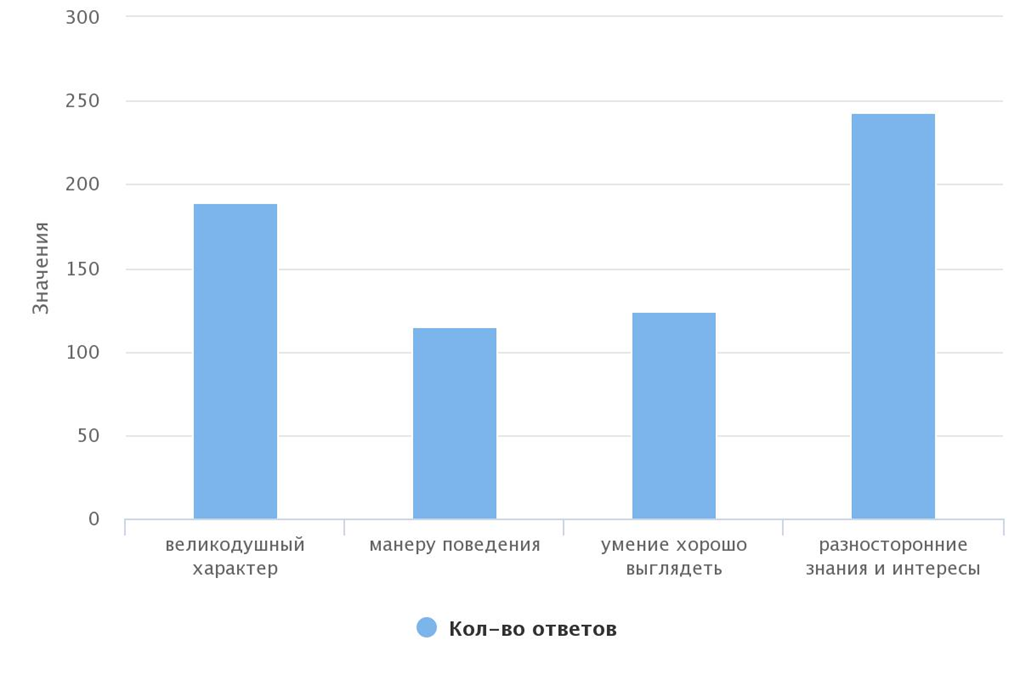 300
250
200
150
100
50
0
Значения
великодушный
характер
манеру поведения
умение хорошо
выглядеть
разносторонние
знания и интересы
Кол-во ответов